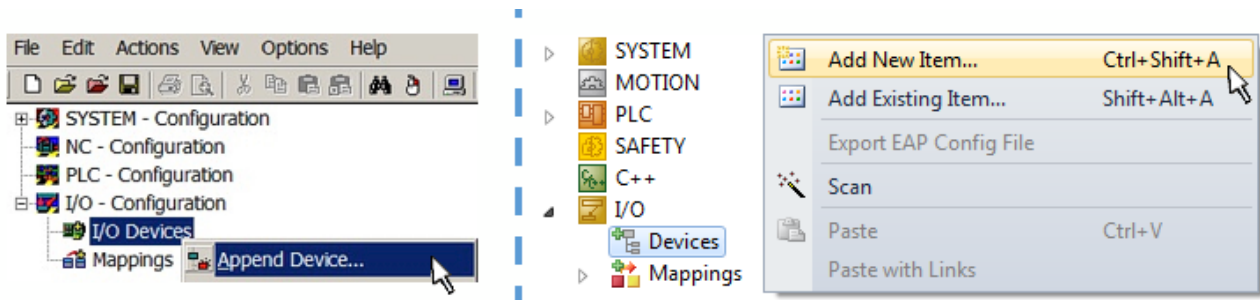 File Edit Actions View Options Help
SYSTEM - Configuration
NC - Configuration
PLC - Configuration
I/O - Configuration
I/O Devices
Mappings
Append Device...
SYSTEM
MOTION
PLC
SAFETY
C++
I/O
Devices
Mappings
Add New Item... Ctrl+Shift+A
Add Existing Item... Shift+Alt+A
Export EAP Config File
Scan
Paste Ctrl+V
Paste with Links